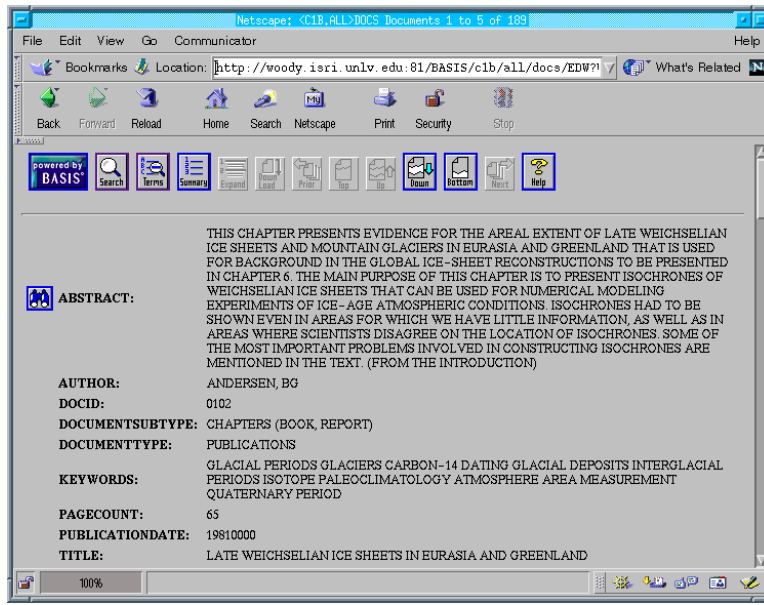 Netscape: <C1B,ALL>DOCS Documents 1 to 5 of 189
File Edit View Go Communicator Help
Bookmarks Location: http://woody.isri.unlv.edu:81/BASIS/c1b/all/docs/EDW? What's Related N
Back Forward Reload Home Search Netscape Print Security Stop
My
powered by
BASIS Search Terms Summary Expand Down Load Prior Top Up Down Bottom Next Help
THIS CHAPTER PRESENTS EVIDENCE FOR THE AREAL EXTENT OF LATE WEICHSELIAN
ICE SHEETS AND MOUNTAIN GLACIERS IN EURASIA AND GREENLAND THAT IS USED
FOR BACKGROUND IN THE GLOBAL ICE-SHEET RECONSTRUCTIONS TO BE PRESENTED
IN CHAPTER 6. THE MAIN PURPOSE OF THIS CHAPTER IS TO PRESENT ISOCHRONES OF
WEICHSELIAN ICE SHEETS THAT CAN BE USED FOR NUMERICAL MODELING
ABSTRACT: EXPERIMENTS OF ICE-AGE ATMOSPHERIC CONDITIONS. ISOCHRONES HAD TO BE
SHOWN EVEN IN AREAS FOR WHICH WE HAVE LITTLE INFORMATION, AS WELL AS IN
AREAS WHERE SCIENTISTS DISAGREE ON THE LOCATION OF ISOCHRONES. SOME OF
THE MOST IMPORTANT PROBLEMS INVOLVED IN CONSTRUCTING ISOCHRONES ARE
MENTIONED IN THE TEXT. (FROM THE INTRODUCTION)
AUTHOR: ANDERSEN, BG
DOCID: 0102
DOCUMENTSUBTYPE: CHAPTERS (BOOK, REPORT)
DOCUMENTTYPE: PUBLICATIONS
GLACIAL PERIODS GLACIERS CARBON-14 DATING GLACIAL DEPOSITS INTERGLACIAL
KEYWORDS: PERIODS ISOTOPE PALEOCLIMATOLOGY ATMOSPHERE AREA MEASUREMENT
QUATERNARY PERIOD
PAGECOUNT: 65
PUBLICATIONDATE: 19810000
TITLE: LATE WEICHSELIAN ICE SHEETS IN EURASIA AND GREENLAND
100%